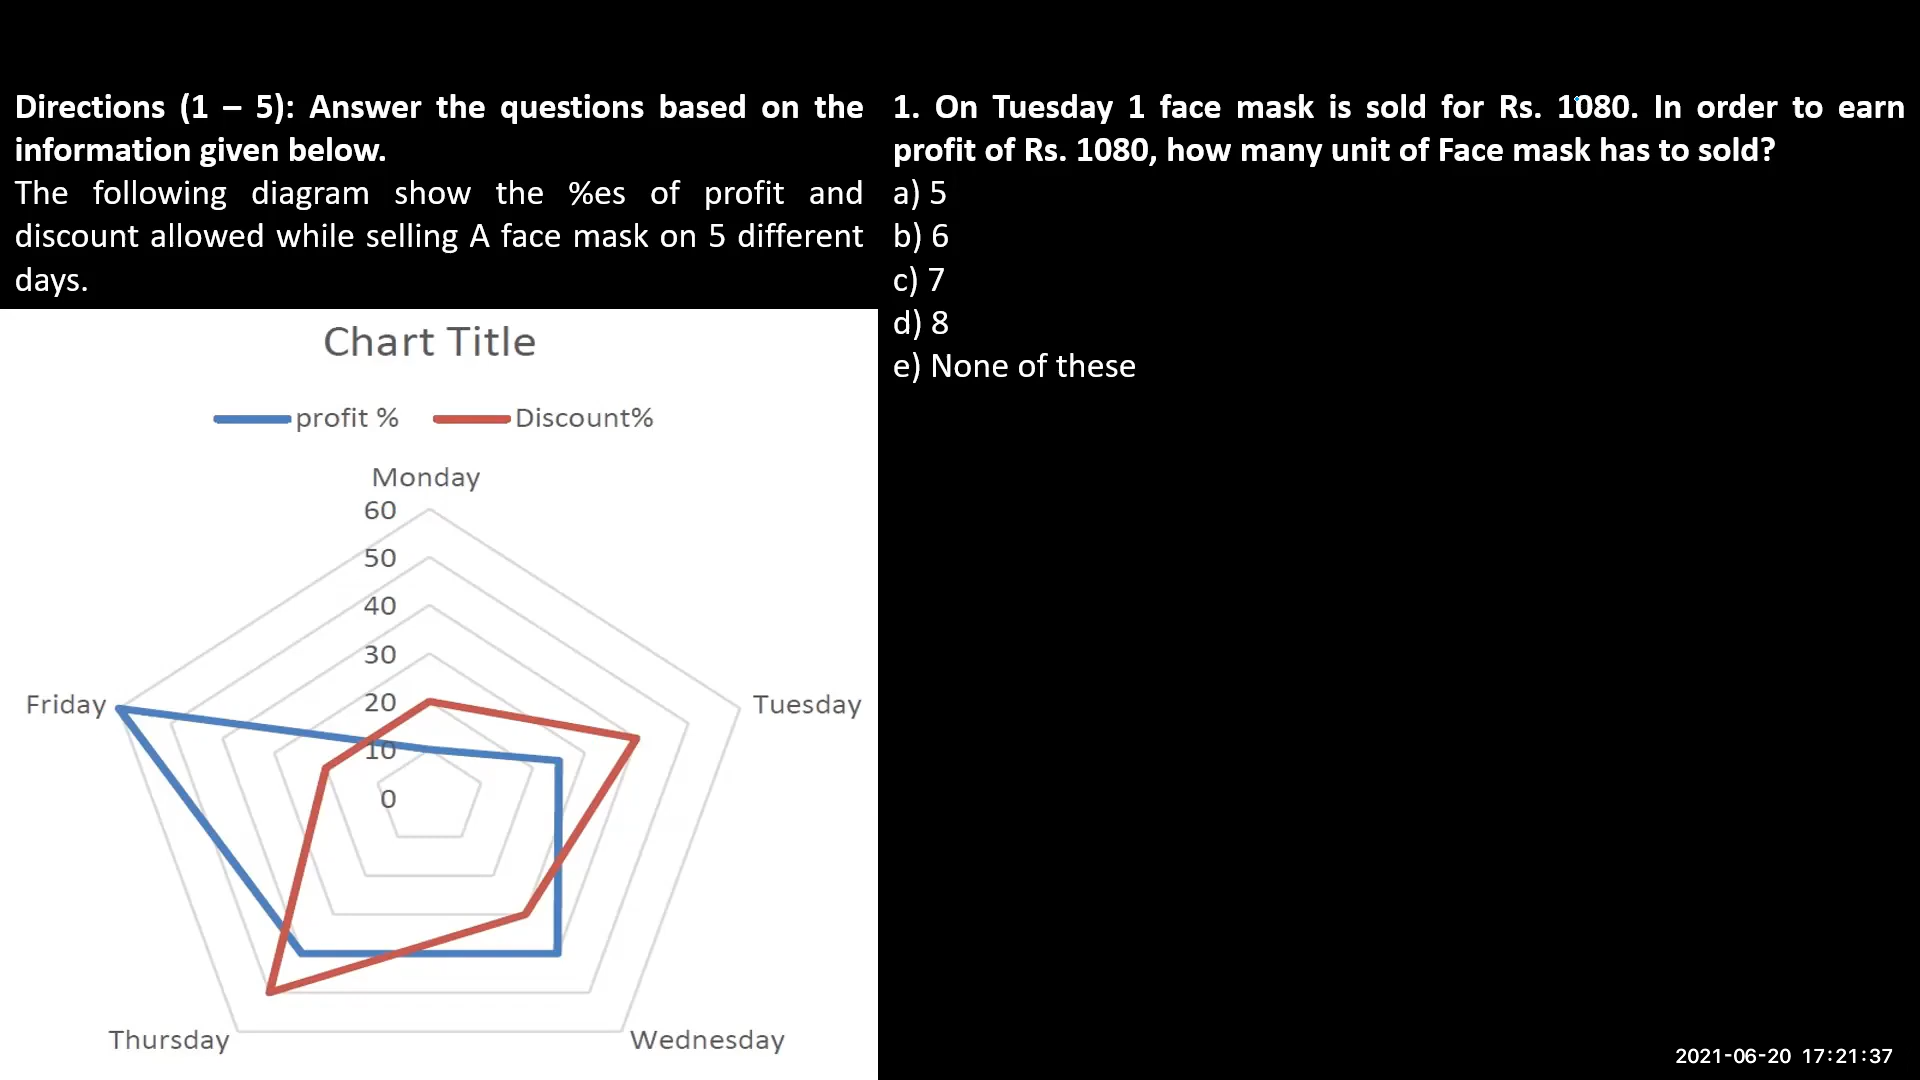 Directions (1 – 5): Answer the questions based on the
information given below.
The following diagram show the %es of profit and
discount allowed while selling A face mask on 5 different
days.
1. On Tuesday 1 face mask is sold for Rs. 1080. In order to earn
profit of Rs. 1080, how many unit of Face mask has to sold?
a) 5
b) 6
c) 7
d) 8
e) None of these
Chart Title
profit %
Discount%
Monday
60
50
40
30
20
10
0
Friday
Tuesday
Thursday
Wednesday
2021-06-20 17:21:37